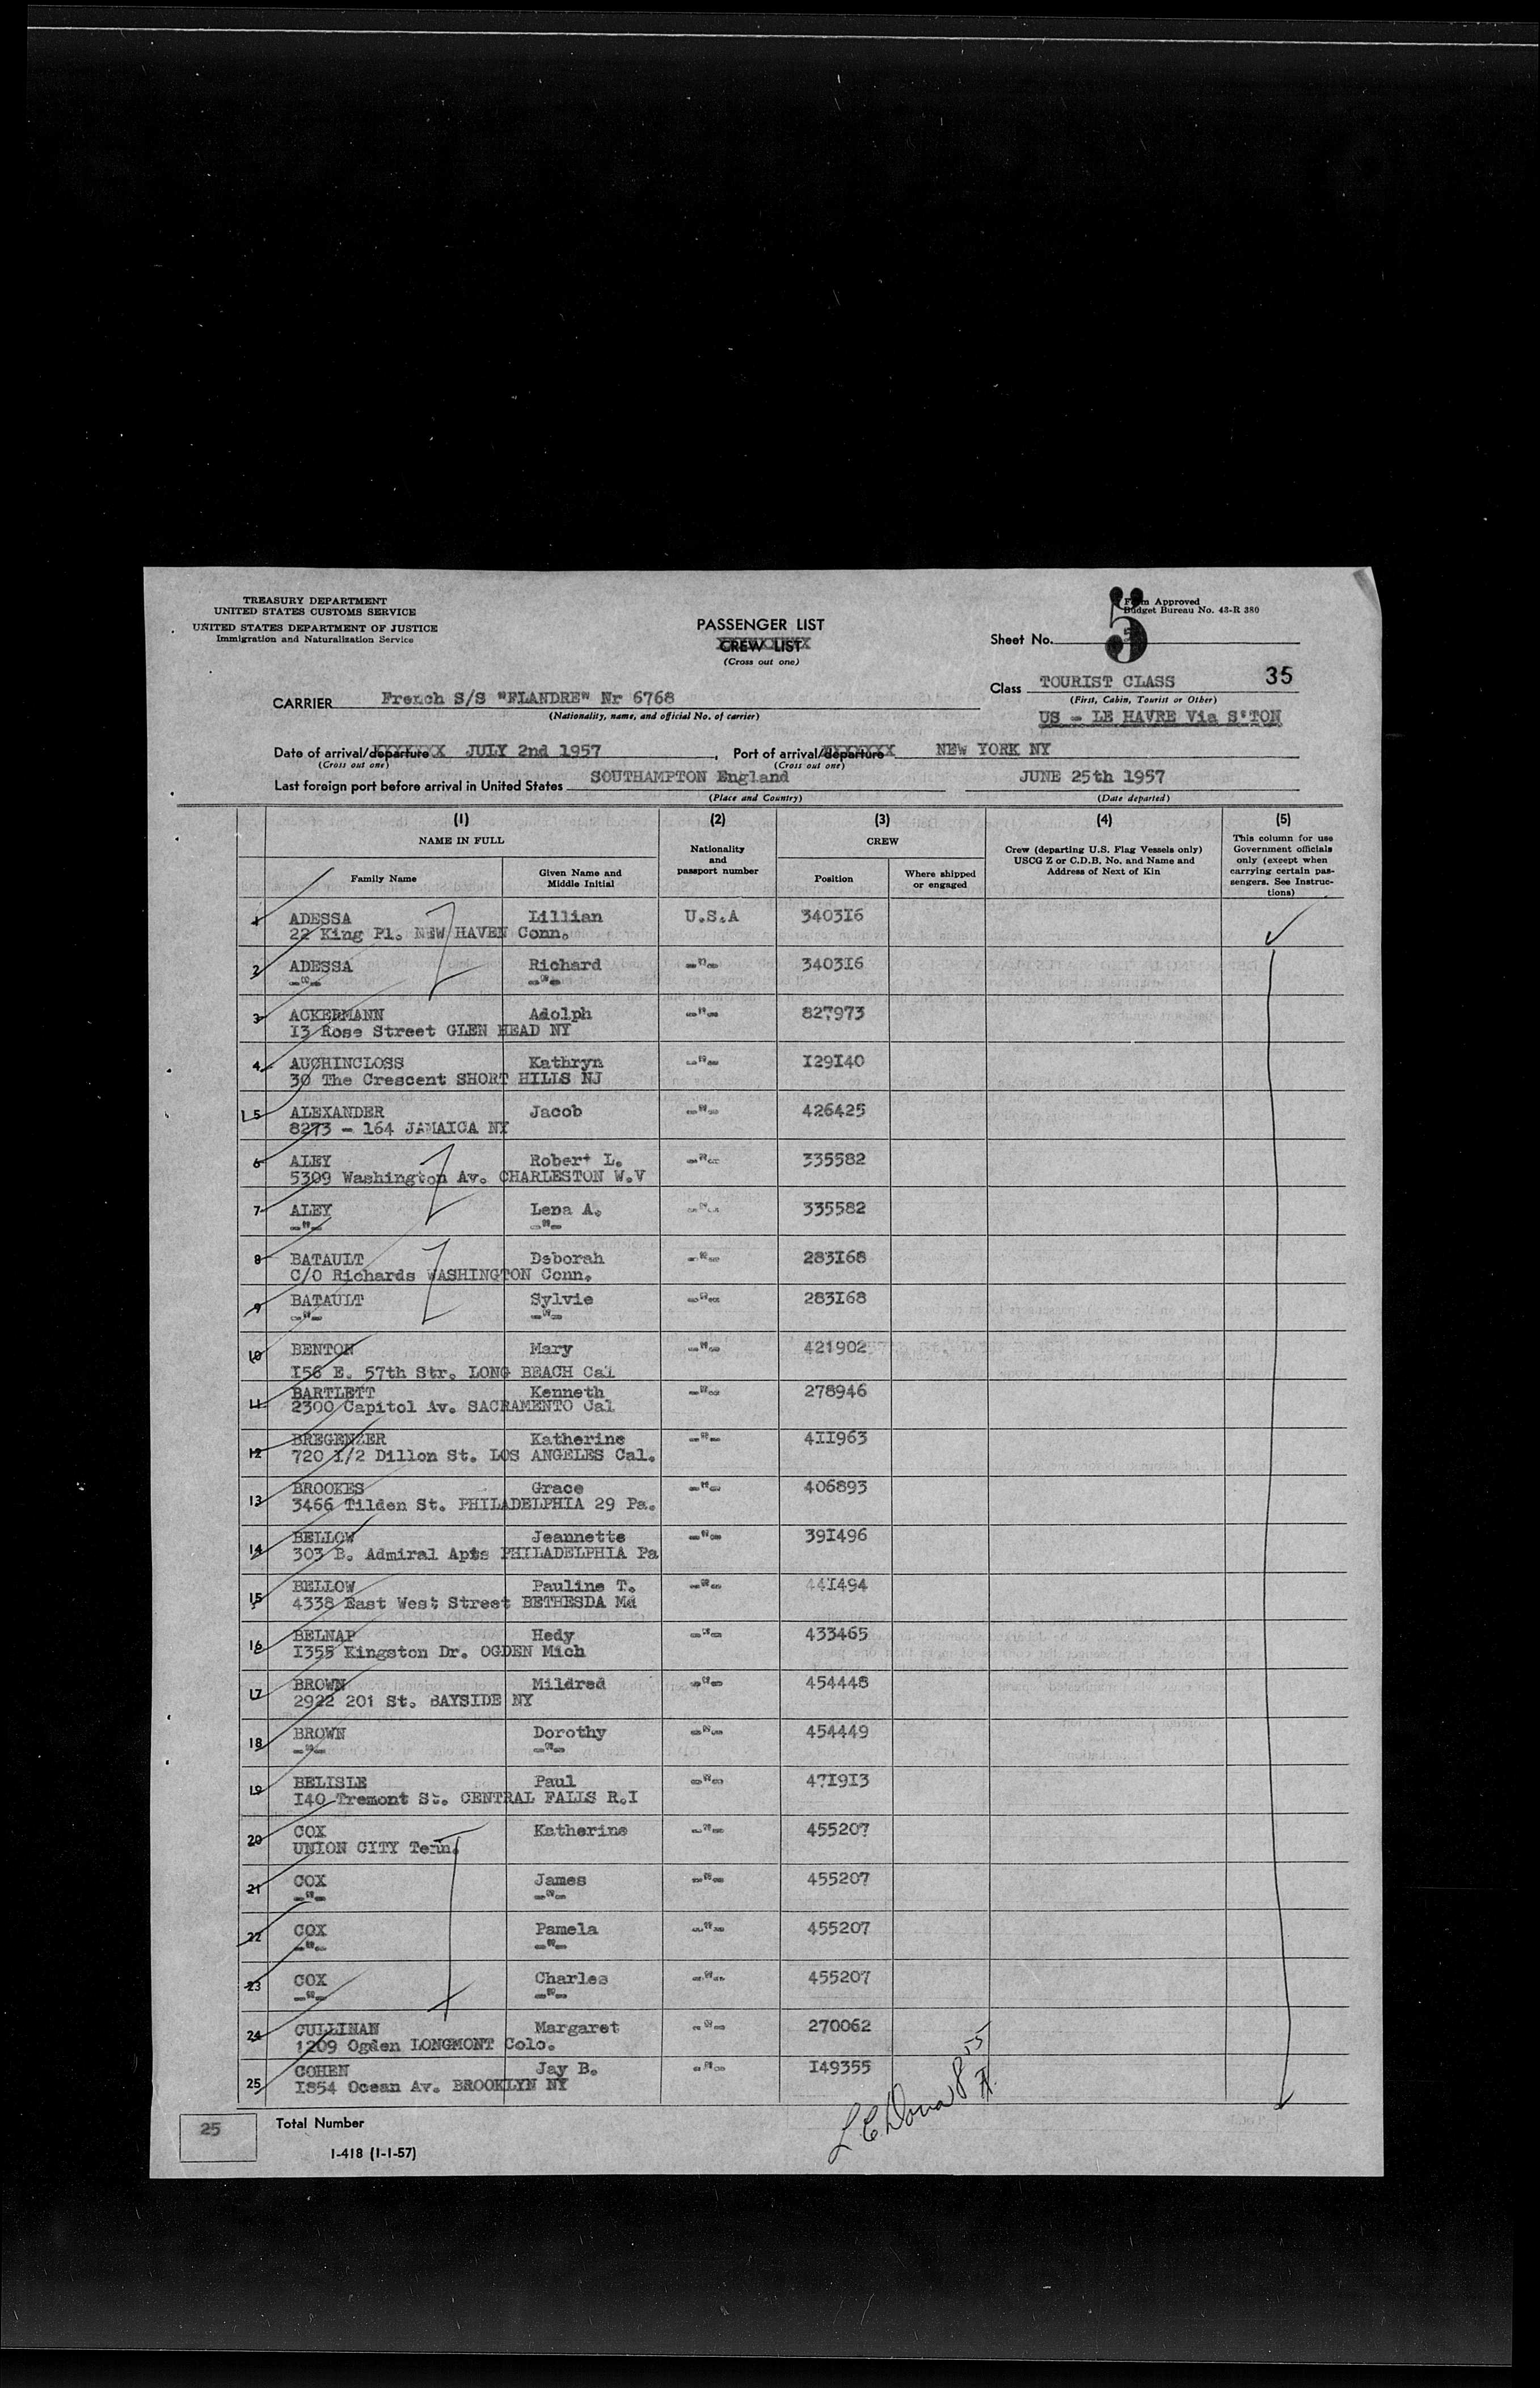 TREASURY DEPARTMENT
UNITED STATES CUSTOMS SERVICE
UNITED STATES DEPARTMENT OF JUSTICE
Immigration and Naturalization Service
PASSENGER LIST
CREW LIST
(Cross out one)
Form Approved
Budget Bureau No. 43-R 380
Sheet No. 5
Class TOURIST CLASS 35
(First, Cabin, Tourist or Other)
US - LE HAVRE Via S'TON
CARRIER French S/S "FLANDRE" Nr 6768
(Nationality, name, and official No. of carrier)
Date of arrival/departure JULY 2nd 1957, Port of arrival/departure NEW YORK NY
(Cross out one) (Cross out one)
Last foreign port before arrival in United States SOUTHAMPTON England JUNE 25th 1957
(Place and Country) (Date departed)
(1) (2) (3) (4) (5)
NAME IN FULL
Family Name
Given Name and Middle Initial
Nationality and passport number
CREW
Position
Where shipped or engaged
Crew (departing U.S. Flag Vessels only) USCG Z or C.D.B. No. and Name and Address of Next of Kin
This column for use Government officials only (except when carrying certain passengers. See Instructions)
1 ADESSA Lillian U.S.A 340316
22 King Pl. NEW HAVEN Conn.
2 ADESSA Richard -"- 340316
-"- -"-
3 ACKERMANN Adolph -"- 827973
I3 Rose Street GLEN HEAD NY
4 AUCHINCLOSS Kathryn -"- I29I40
30 The Crescent SHORT HILLS NJ
5 ALEXANDER Jacob -"- 426425
8273 - 164 JAMAICA NY
6 ALEY Robert L. -"- 335582
5309 Washington Av. CHARLESTON W.V
7 ALEY Lena A. -"- 335582
-"- -"-
8 BATAULT Deborah -"- 283I68
C/O Richards WASHINGTON Conn.
9 BATAULT Sylvie -"- 283I68
-"- -"-
10 BENTON Mary -"- 421902
I56 E. 57th Str. LONG BEACH Cal
11 BARTLETT Kenneth -"- 278946
2300 Capitol Av. SACRAMENTO Cal
12 BREGENZER Katherine -"- 4II963
720 I/2 Dillon St. LOS ANGELES Cal.
13 BROOKES Grace -"- 406893
3466 Tilden St. PHILADELPHIA 29 Pa.
14 BELLOW Jeannette -"- 39I496
303 B. Admiral Apts PHILADELPHIA Pa
15 BELLOW Pauline T. -"- 44I494
4338 East West Street BETHESDA Md
16 BELNAP Hedy -"- 433465
I355 Kingston Dr. OGDEN Mich
17 BROWN Mildred -"- 454448
2922 201 St. BAYSIDE NY
18 BROWN Dorothy -"- 454449
-"- -"-
19 BELISLE Paul -"- 47I9I3
I40 Tremont St. CENTRAL FALLS R.I
20 COX Katherine -"- 455207
UNION CITY Tenn.
21 COX James -"- 455207
-"- -"-
22 COX Pamela -"- 455207
-"- -"-
23 COX Charles -"- 455207
-"- -"-
24 CULLINAN Margaret -"- 270062
1209 Ogden LONGMONT Colo.
25 COHEN Jay B. -"- I49355
I854 Ocean Av. BROOKLYN NY
25 Total Number
I-418 (1-1-57)